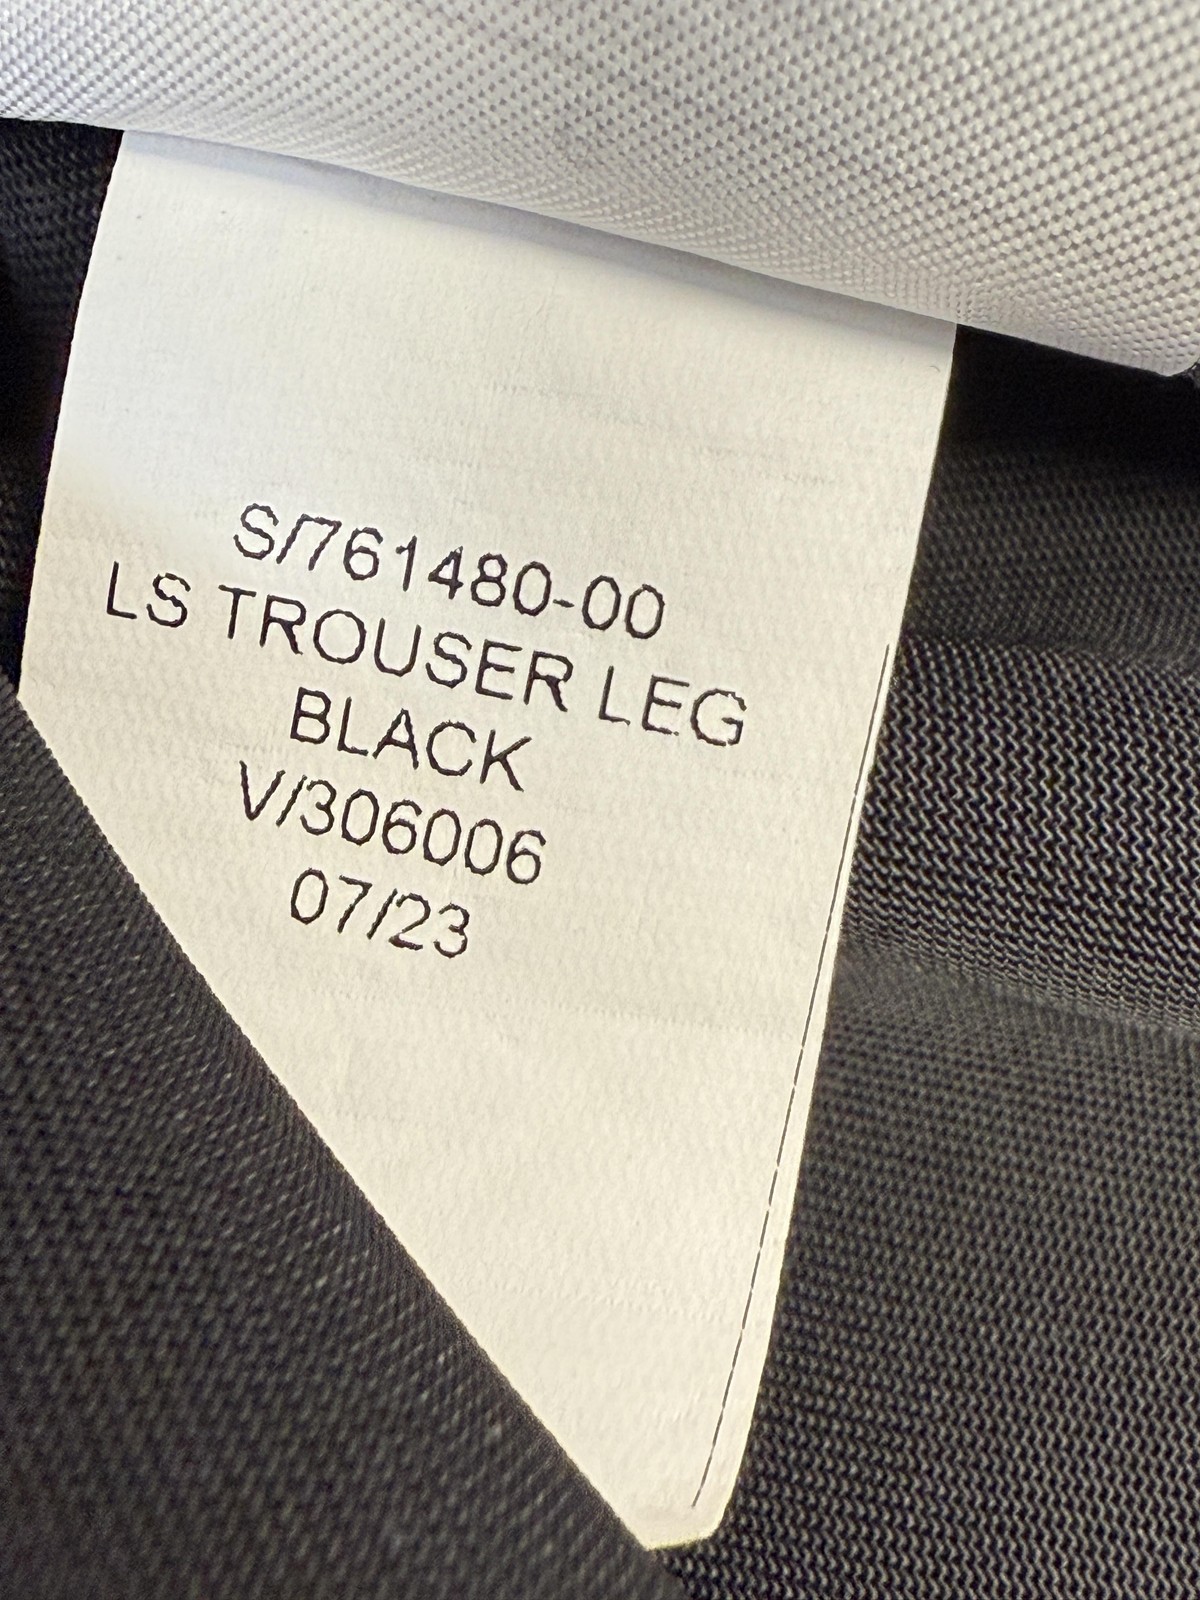 S/761480-00
LS TROUSER LEG
BLACK
V/306006
07/23